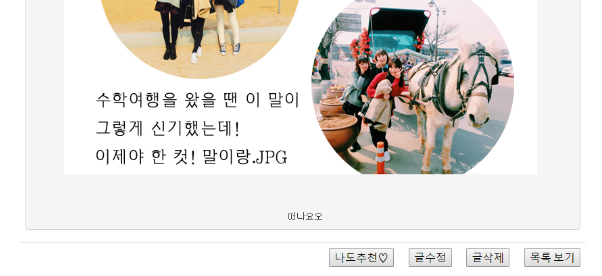 수학여행을 왔을 땐 이 말이
그렇게 신기했는데!
이제야 한 컷! 말이랑.JPG
떠나요오
나도추천♡
글수정
글삭제
목록보기